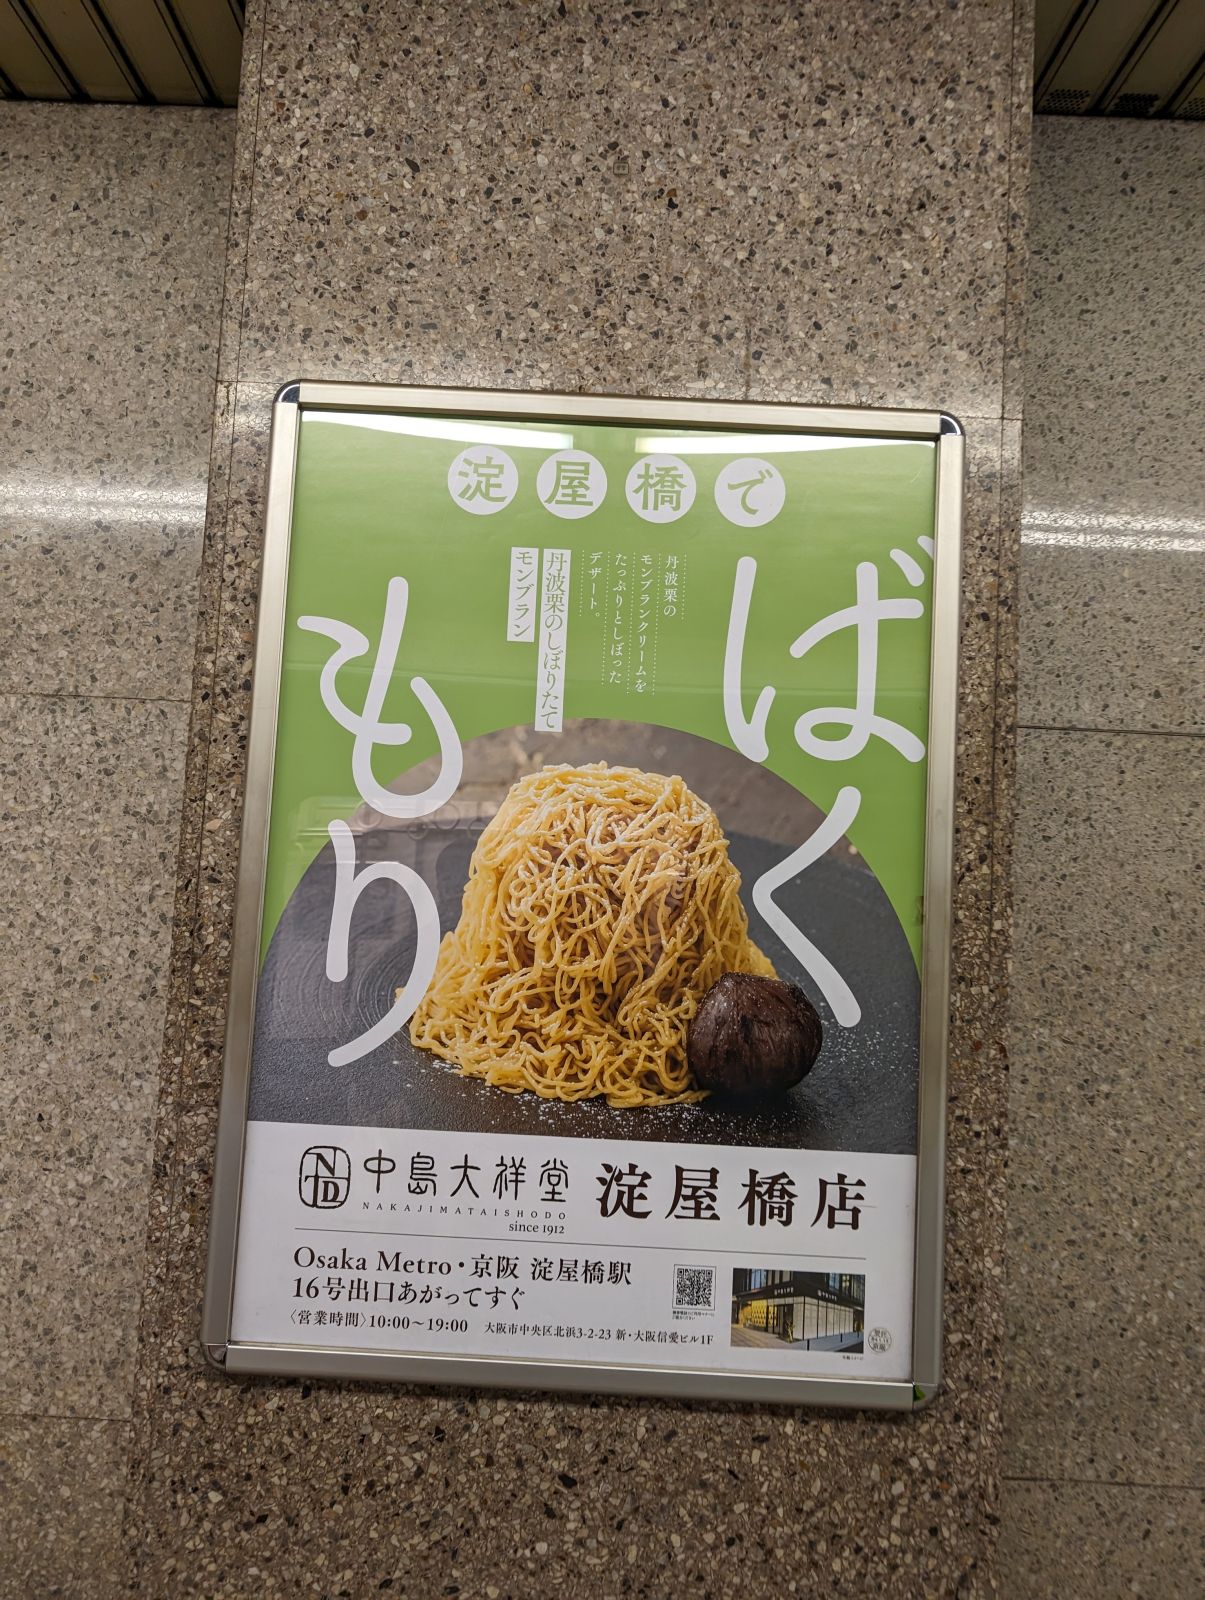 淀屋橋で
ばく
もり
丹波栗の
モンブランクリームを
たっぷりとしぼった
デザート。
丹波栗のしぼりたて
モンブラン
中島大祥堂
NAKAJIMATAISHODO
since 1912
淀屋橋店
Osaka Metro・京阪 淀屋橋駅
16号出口あがってすぐ
〈営業時間〉10:00〜19:00
大阪市中央区北浜3-2-23 新・大阪信愛ビル1F